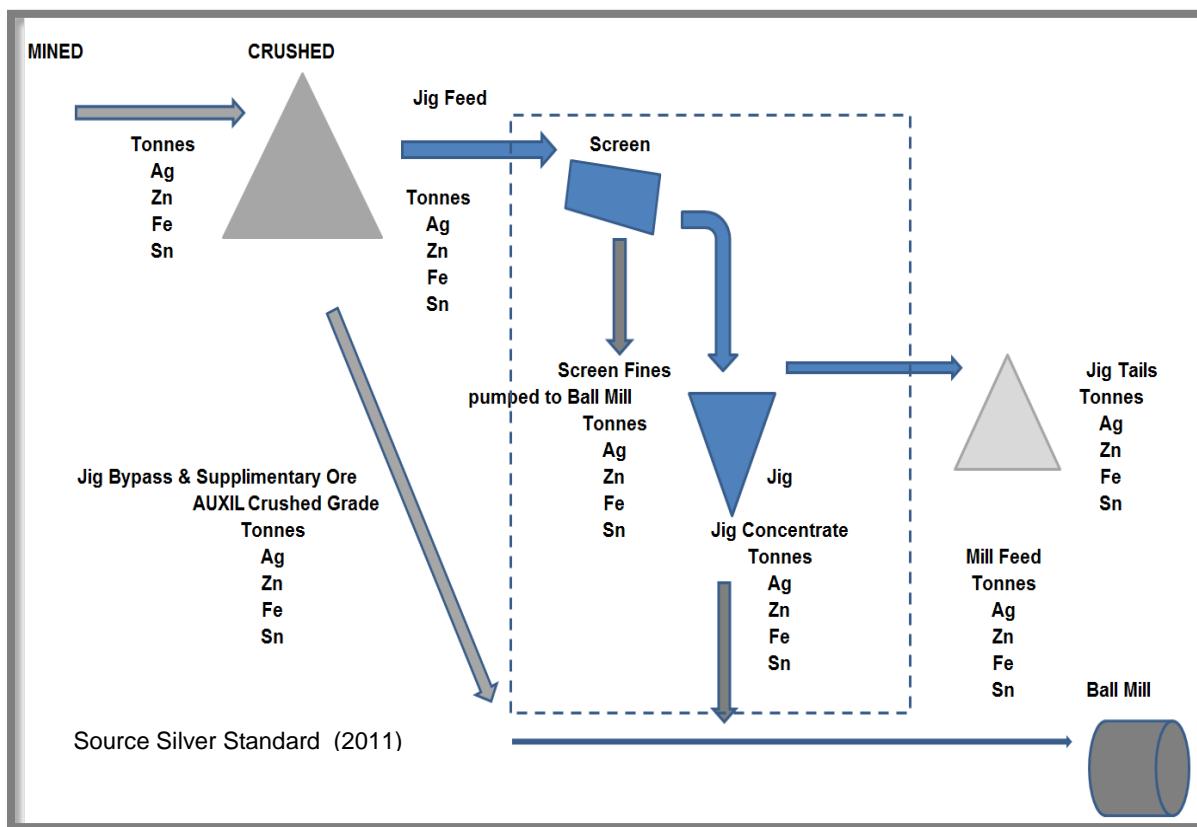 MINED
CRUSHED
Tonnes
Ag
Zn
Fe
Sn
Jig Feed
Tonnes
Ag
Zn
Fe
Sn
Screen
Screen Fines
pumped to Ball Mill
Tonnes
Ag
Zn
Fe
Sn
Jig
Jig Concentrate
Tonnes
Ag
Zn
Fe
Sn
Jig Tails
Tonnes
Ag
Zn
Fe
Sn
Jig Bypass & Supplimentary Ore
AUXIL Crushed Grade
Tonnes
Ag
Zn
Fe
Sn
Mill Feed
Tonnes
Ag
Zn
Fe
Sn
Ball Mill
Source Silver Standard (2011)